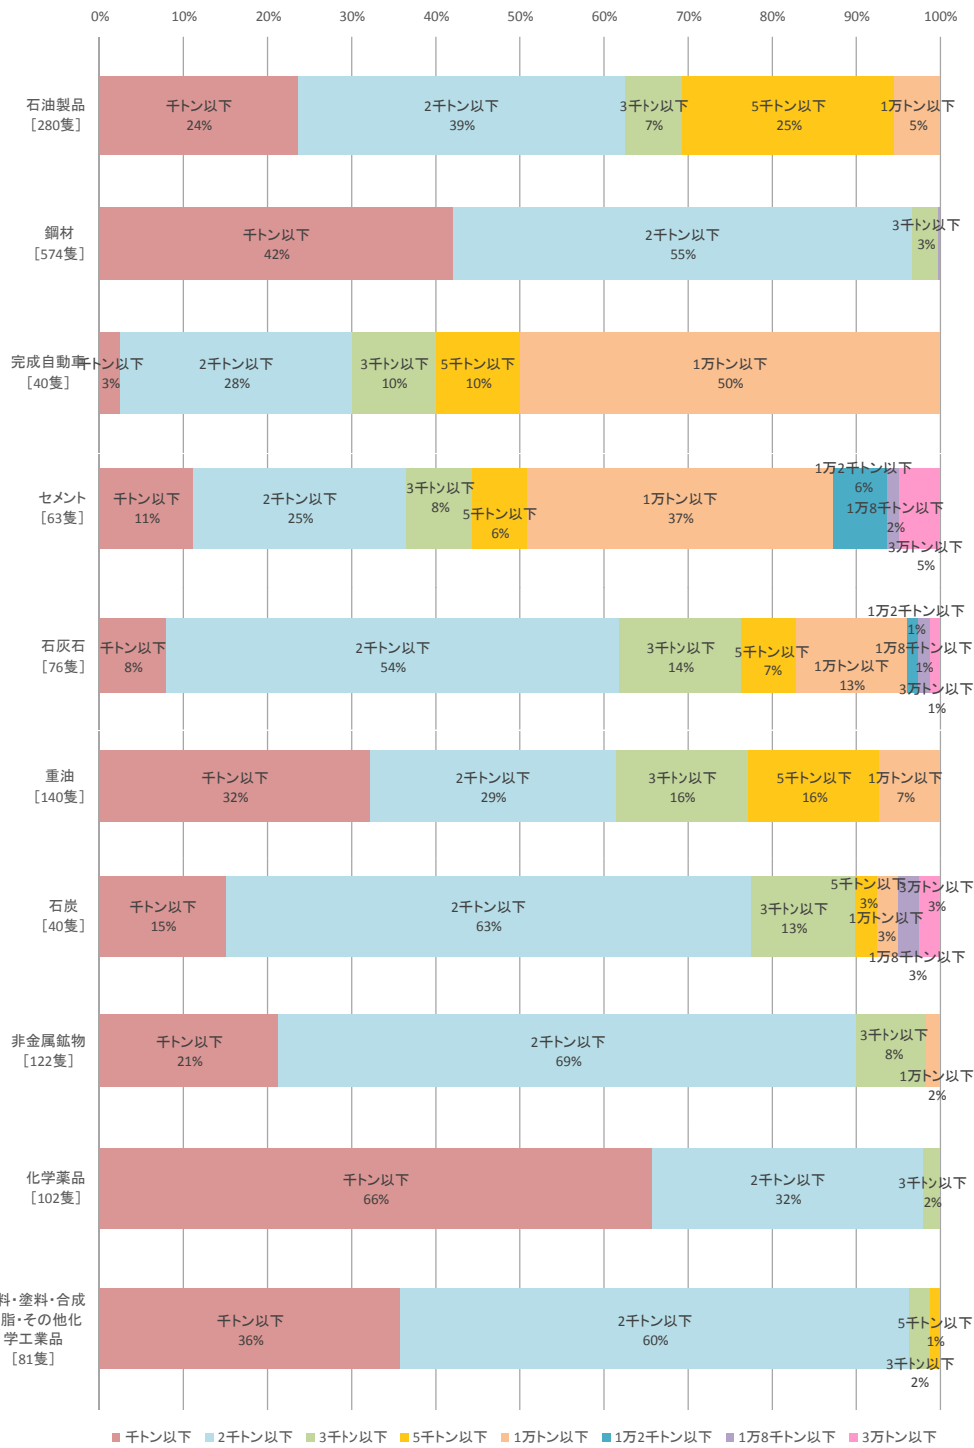 0% 10% 20% 30% 40% 50% 60% 70% 80% 90% 100%
石油製品
[280隻]
千トン以下
24%
2千トン以下
39%
3千トン以下
7%
5千トン以下
25%
1万トン以下
5%
鋼材
[574隻]
千トン以下
42%
2千トン以下
55%
3千トン以下
3%
完成自動車
[40隻]
千トン以下
3%
2千トン以下
28%
3千トン以下
10%
5千トン以下
10%
1万トン以下
50%
セメント
[63隻]
千トン以下
11%
2千トン以下
25%
3千トン以下
8%
5千トン以下
6%
1万トン以下
37%
1万2千トン以下
6%
1万8千トン以下
2%
3万トン以下
5%
石灰石
[76隻]
千トン以下
8%
2千トン以下
54%
3千トン以下
14%
5千トン以下
7%
1万トン以下
13%
1万2千トン以下
1%
1万8千トン以下
1%
3万トン以下
1%
重油
[140隻]
千トン以下
32%
2千トン以下
29%
3千トン以下
16%
5千トン以下
16%
1万トン以下
7%
石炭
[40隻]
千トン以下
15%
2千トン以下
63%
3千トン以下
13%
5千トン以下
3%
1万トン以下
3%
1万8千トン以下
3%
3万トン以下
3%
非金属鉱物
[122隻]
千トン以下
21%
2千トン以下
69%
3千トン以下
8%
1万トン以下
2%
化学薬品
[102隻]
千トン以下
66%
2千トン以下
32%
3千トン以下
2%
料・塗料・合成
脂・その他化
学工業品
[81隻]
千トン以下
36%
2千トン以下
60%
3千トン以下
2%
5千トン以下
1%
千トン以下 2千トン以下 3千トン以下 5千トン以下 1万トン以下 1万2千トン以下 1万8千トン以下 3万トン以下